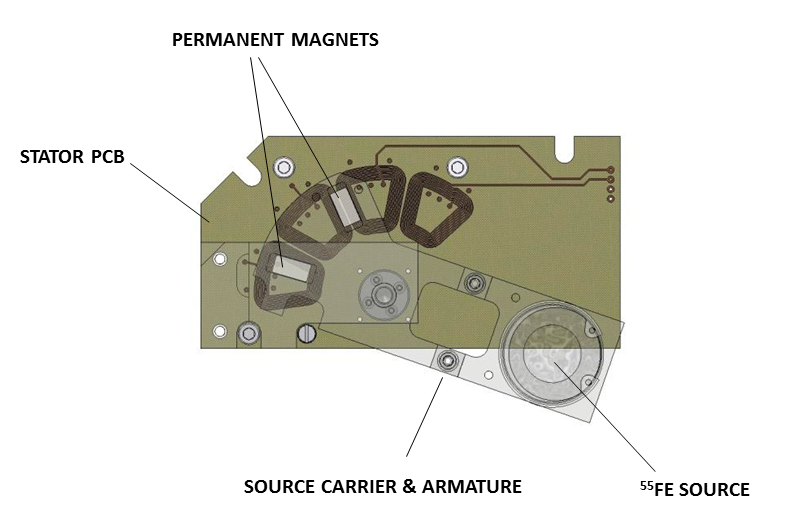 PERMANENT MAGNETS
STATOR PCB
SOURCE CARRIER & ARMATURE
⁵⁵FE SOURCE